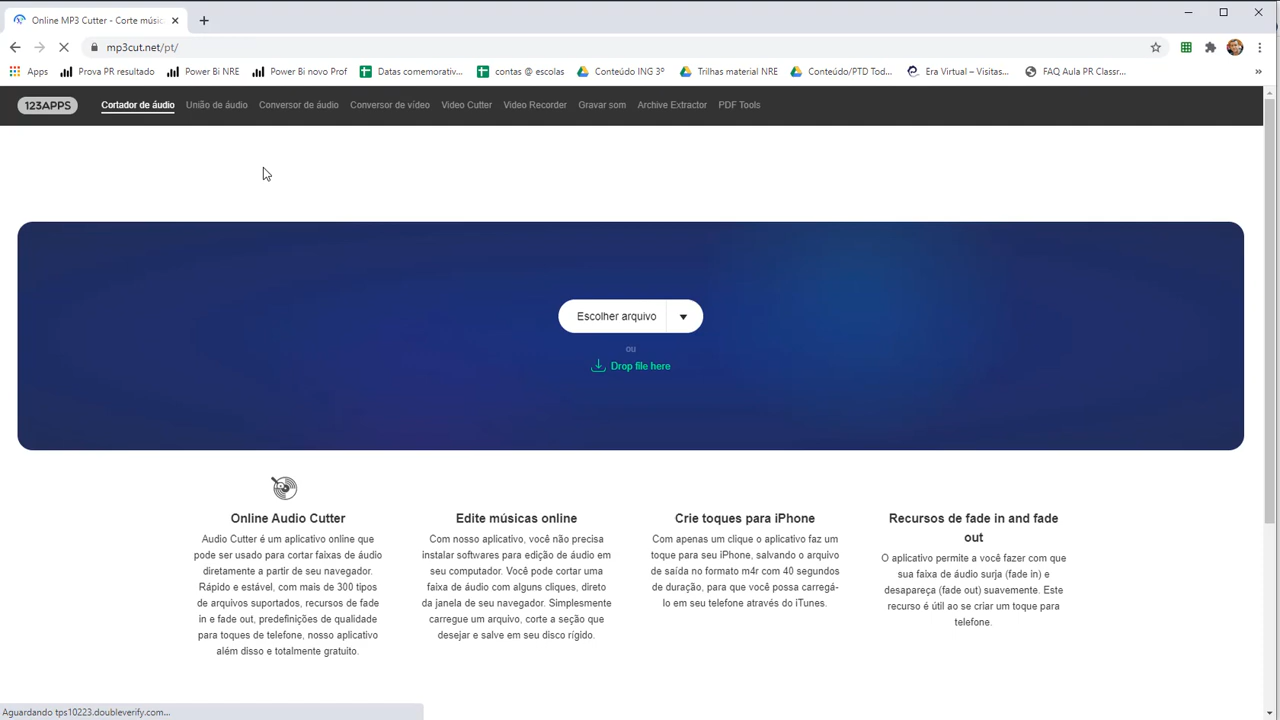 Online MP3 Cutter - Corte músic
mp3cut.net/pt/
Apps Prova PR resultado Power Bi NRE Power Bi novo Prof Datas comemorativ... contas @ escolas Conteúdo ING 3º Trilhas material NRE Conteúdo/PTD Tod... Era Virtual – Visitas... FAQ Aula PR Classr... »
123APPS Cortador de áudio União de áudio Conversor de áudio Conversor de vídeo Video Cutter Video Recorder Gravar som Archive Extractor PDF Tools
Escolher arquivo
ou
Drop file here
Online Audio Cutter
Audio Cutter é um aplicativo online que
pode ser usado para cortar faixas de áudio
diretamente a partir de seu navegador.
Rápido e estável, com mais de 300 tipos
de arquivos suportados, recursos de fade
in e fade out, predefinições de qualidade
para toques de telefone, nosso aplicativo
além disso e totalmente gratuito.
Edite músicas online
Com nosso aplicativo, você não precisa
instalar softwares para edição de áudio em
seu computador. Você pode cortar uma
faixa de áudio com alguns cliques, direto
da janela de seu navegador. Simplesmente
carregue um arquivo, corte a seção que
desejar e salve em seu disco rígido.
Crie toques para iPhone
Com apenas um clique o aplicativo faz um
toque para seu iPhone, salvando o arquivo
de saída no formato m4r com 40 segundos
de duração, para que você possa carregá-
lo em seu telefone através do iTunes.
Recursos de fade in and fade
out
O aplicativo permite a você fazer com que
sua faixa de áudio surja (fade in) e
desapareça (fade out) suavemente. Este
recurso é útil ao se criar um toque para
telefone.
Aguardando tps10223.doubleverify.com...